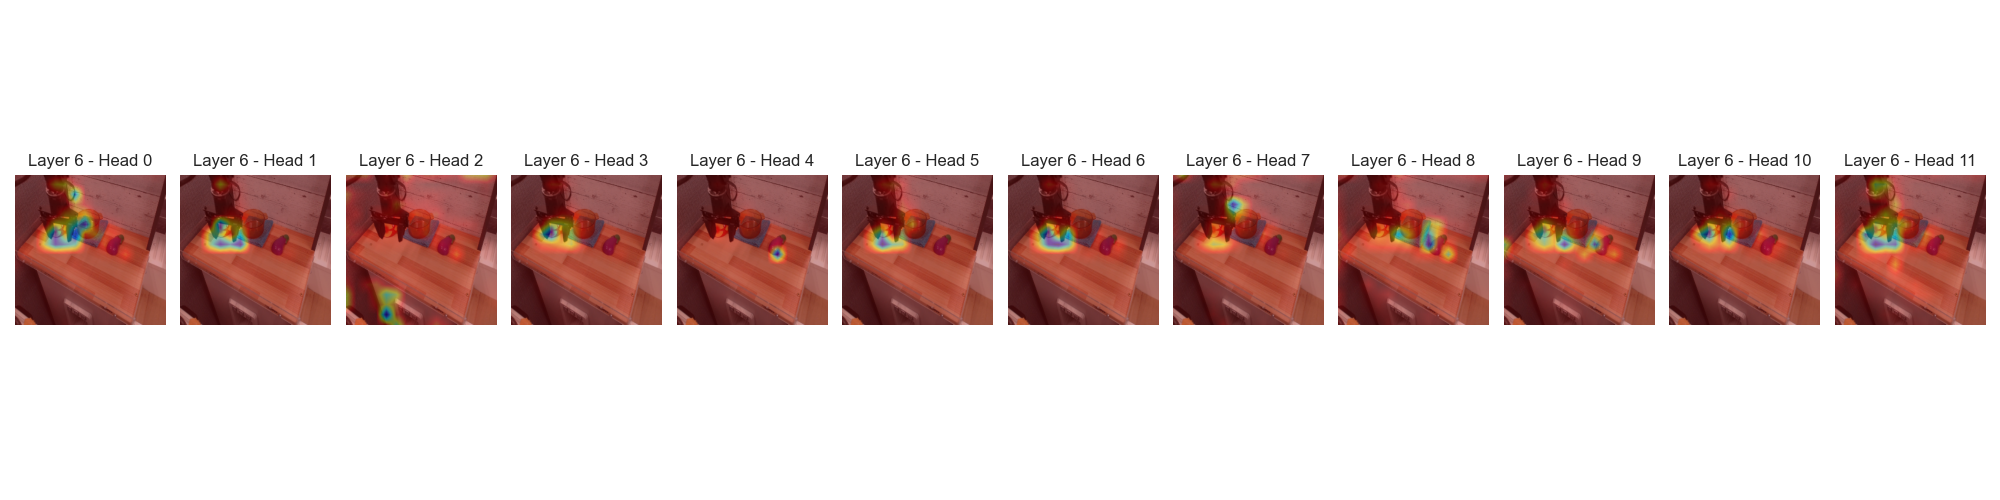 Layer 6 - Head 0
Layer 6 - Head 1
Layer 6 - Head 2
Layer 6 - Head 3
Layer 6 - Head 4
Layer 6 - Head 5
Layer 6 - Head 6
Layer 6 - Head 7
Layer 6 - Head 8
Layer 6 - Head 9
Layer 6 - Head 10
Layer 6 - Head 11